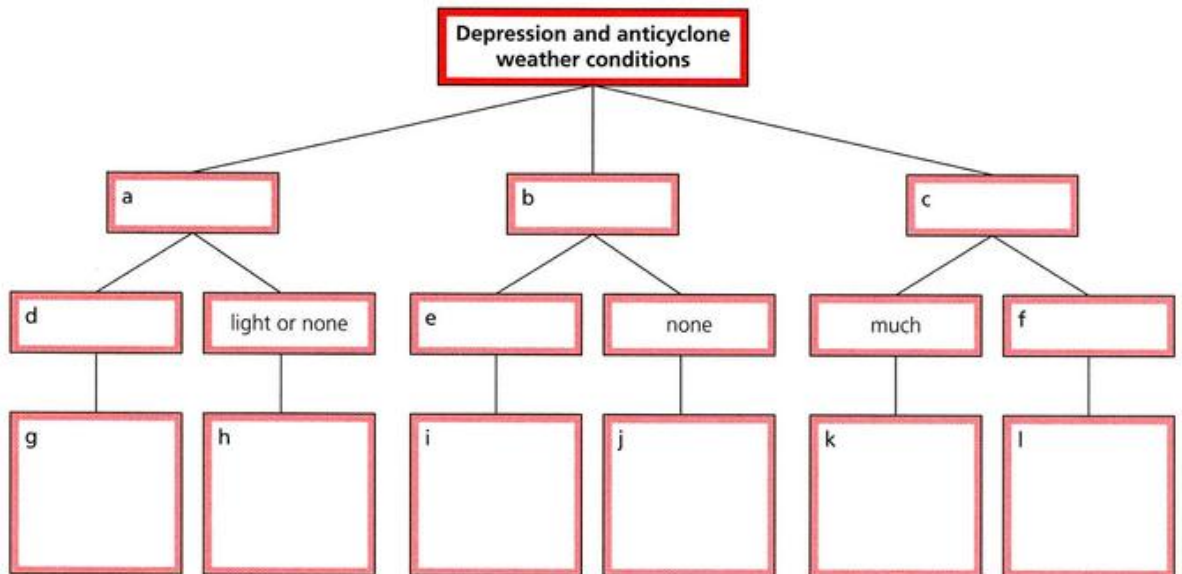 Depression and anticyclone
weather conditions
a
b
c
d
light or none
e
none
much
f
g
h
i
j
k
l